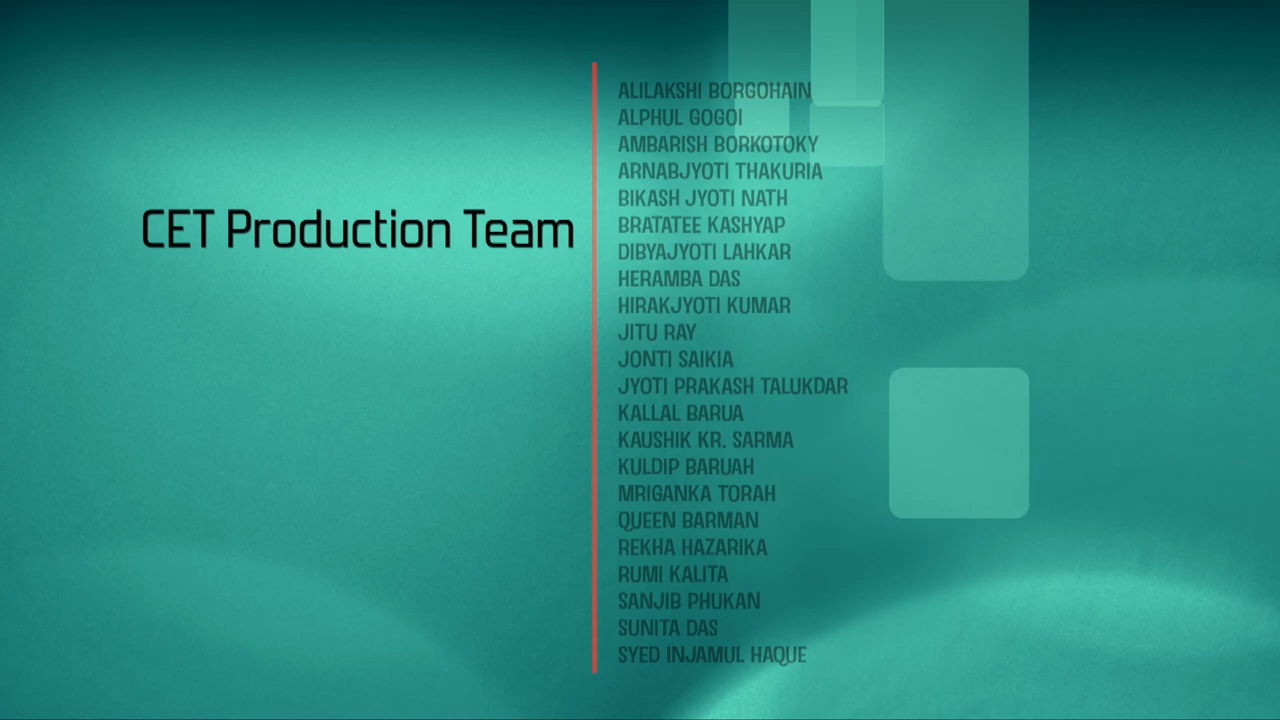 CET Production Team
ALILAKSHI BORGOHAIN
ALPHUL GOGOI
AMBARISH BORKOTOKY
ARNABJYOTI THAKURIA
BIKASH JYOTI NATH
BRATATEE KASHYAP
DIBYAJYOTI LAHKAR
HERAMBA DAS
HIRAKJYOTI KUMAR
JITU RAY
JONTI SAIKIA
JYOTI PRAKASH TALUKDAR
KALLAL BARUA
KAUSHIK KR. SARMA
KULDIP BARUAH
MRIGANKA TORAH
QUEEN BARMAN
REKHA HAZARIKA
RUMI KALITA
SANJIB PHUKAN
SUNITA DAS
SYED INJAMUL HAQUE